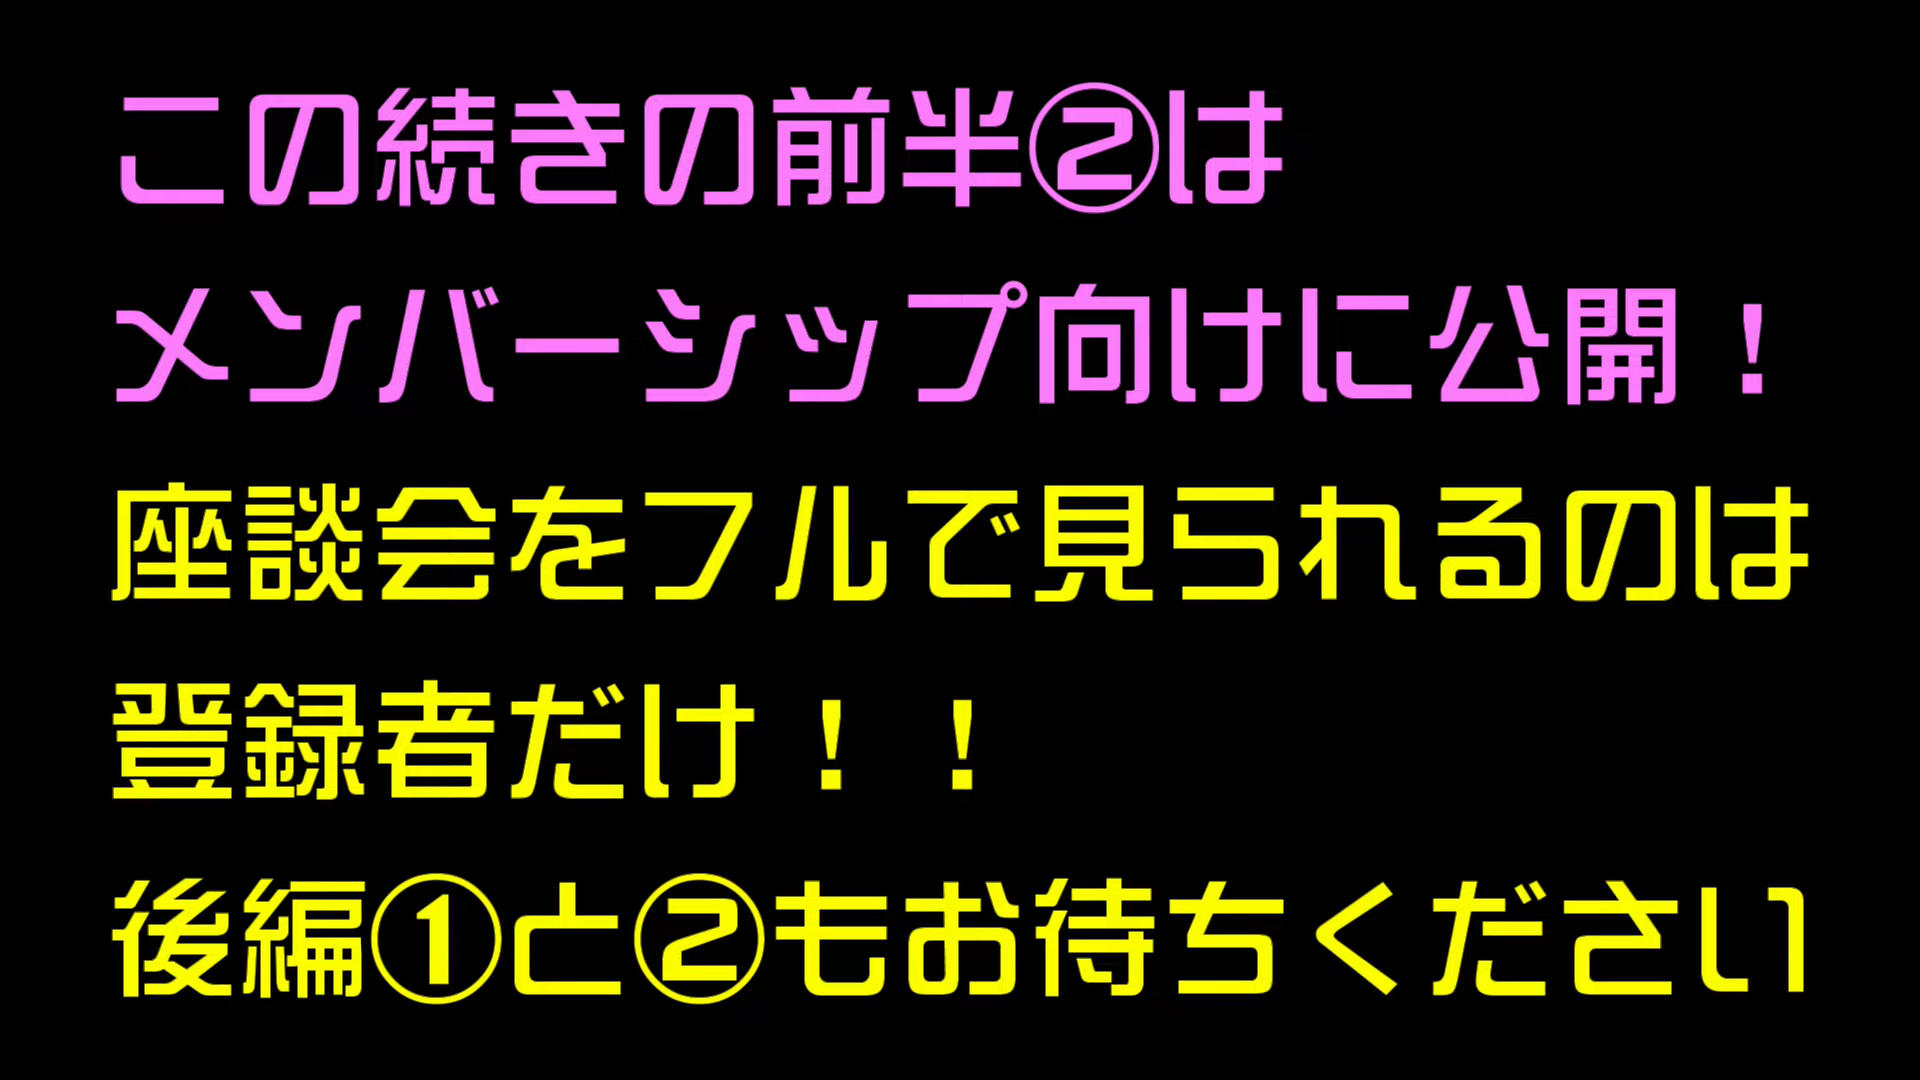 この続きの前半②は
メンバーシップ向けに公開！
座談会をフルで見られるのは
登録者だけ！！
後編①と②もお待ちください